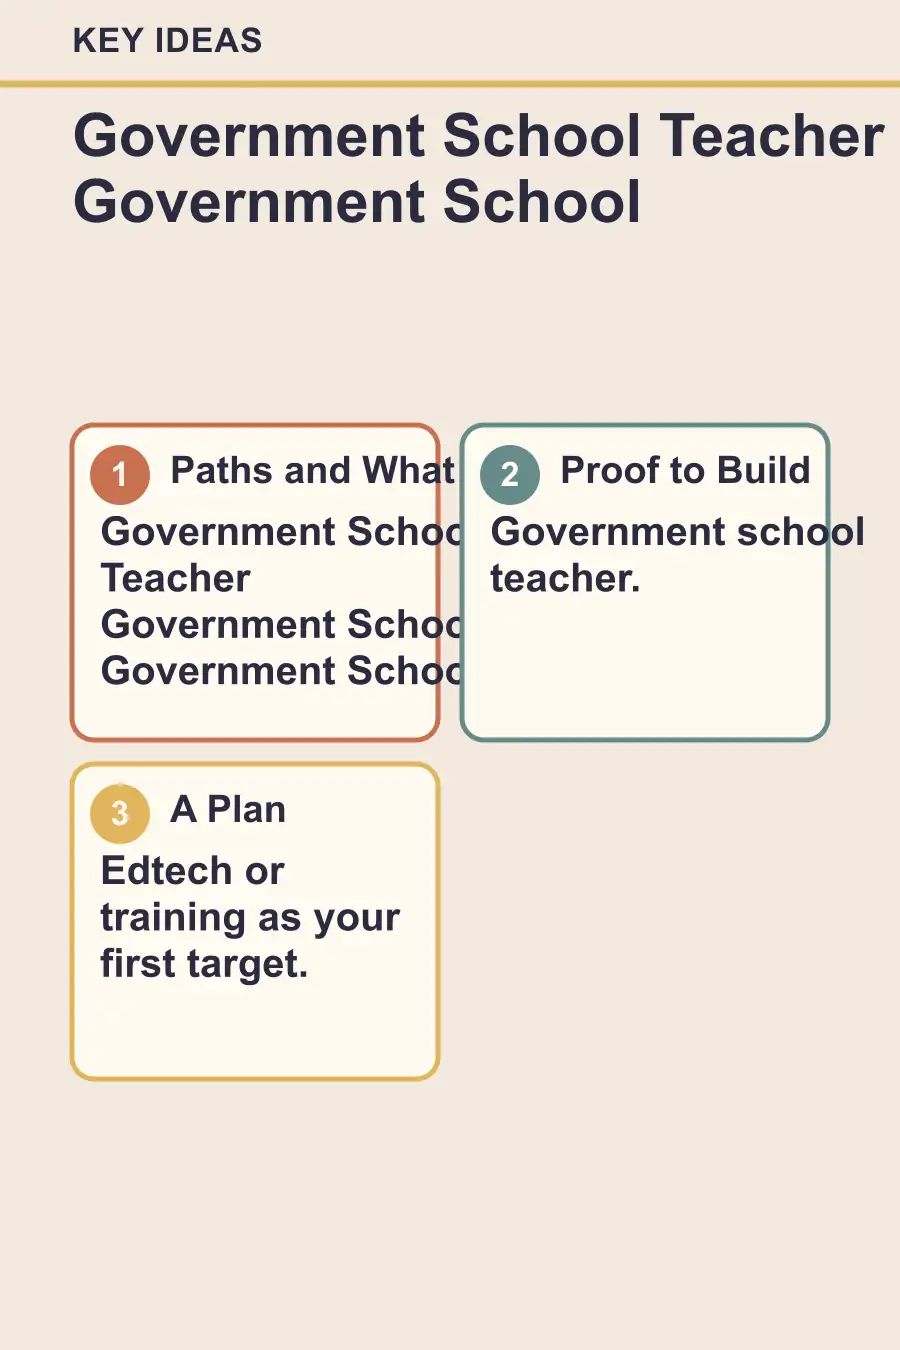 KEY IDEAS
Government School Teacher
Government School
1 Paths and What
Government Schoo
Teacher
Government Schoo
Government Schoo
2 Proof to Build
Government school
teacher.
3 A Plan
Edtech or
training as your
first target.